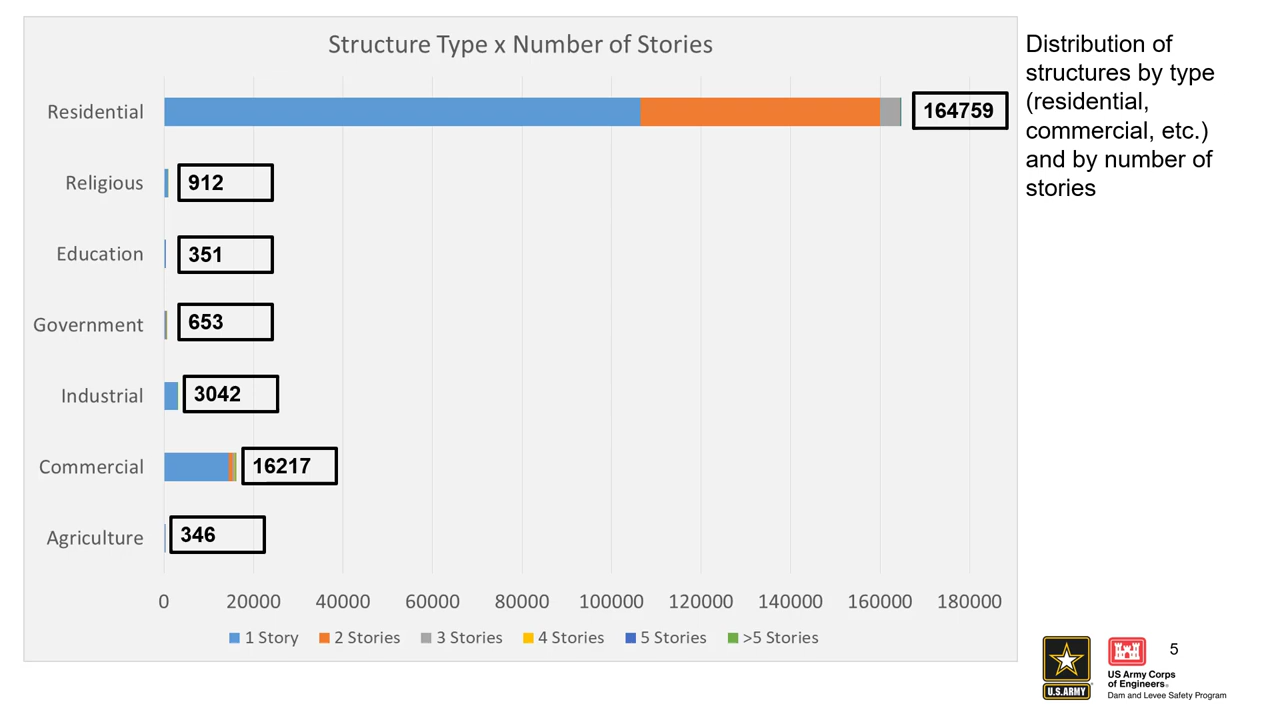 Structure Type x Number of Stories
Residential
164759
Religious
912
Education
351
Government
653
Industrial
3042
Commercial
16217
Agriculture
346
0 20000 40000 60000 80000 100000 120000 140000 160000 180000
1 Story 2 Stories 3 Stories 4 Stories 5 Stories >5 Stories
Distribution of
structures by type
(residential,
commercial, etc.)
and by number of
stories
U.S.ARMY
US Army Corps
of Engineers®
Dam and Levee Safety Program
5